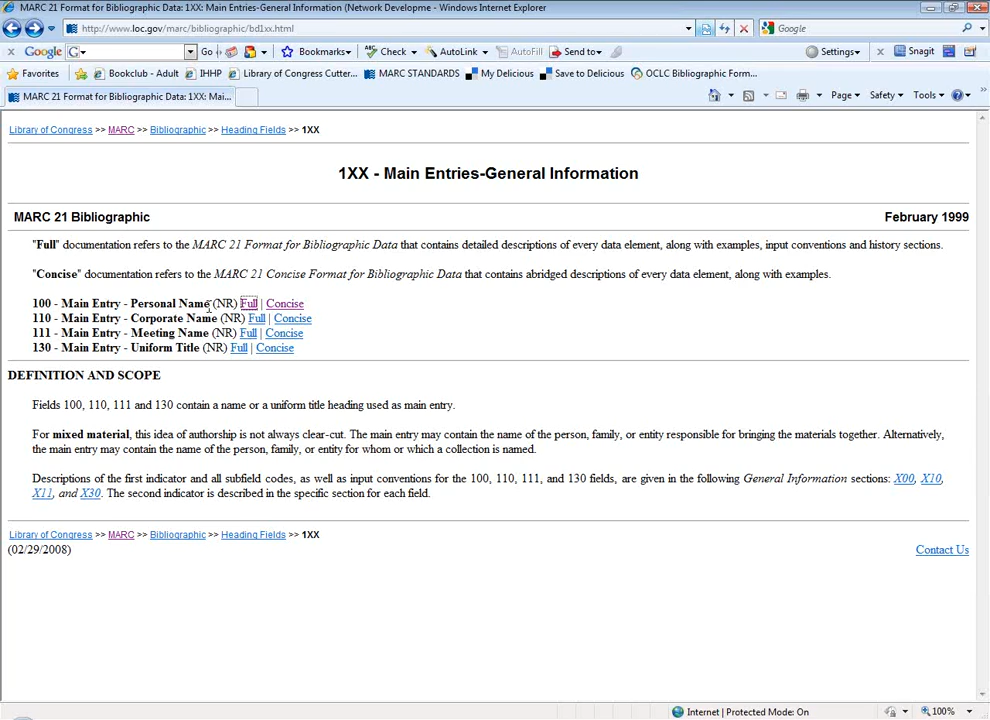 MARC 21 Format for Bibliographic Data: 1XX: Main Entries-General Information (Network Developme - Windows Internet Explorer
http://www.loc.gov/marc/bibliographic/bd1xx.html
Google
Google G Go Bookmarks Check AutoLink AutoFill Send to Settings Snagit
Favorites Bookclub - Adult IHHP Library of Congress Cutter... MARC STANDARDS My Delicious Save to Delicious OCLC Bibliographic Form...
MARC 21 Format for Bibliographic Data: 1XX: Mai... Page Safety Tools
Library of Congress >> MARC >> Bibliographic >> Heading Fields >> 1XX
1XX - Main Entries-General Information
MARC 21 Bibliographic February 1999
"Full" documentation refers to the MARC 21 Format for Bibliographic Data that contains detailed descriptions of every data element, along with examples, input conventions and history sections.
"Concise" documentation refers to the MARC 21 Concise Format for Bibliographic Data that contains abridged descriptions of every data element, along with examples.
100 - Main Entry - Personal Name (NR) Full | Concise
110 - Main Entry - Corporate Name (NR) Full | Concise
111 - Main Entry - Meeting Name (NR) Full | Concise
130 - Main Entry - Uniform Title (NR) Full | Concise
DEFINITION AND SCOPE
Fields 100, 110, 111 and 130 contain a name or a uniform title heading used as main entry.
For mixed material, this idea of authorship is not always clear-cut. The main entry may contain the name of the person, family, or entity responsible for bringing the materials together. Alternatively,
the main entry may contain the name of the person, family, or entity for whom or which a collection is named.
Descriptions of the first indicator and all subfield codes, as well as input conventions for the 100, 110, 111, and 130 fields, are given in the following General Information sections: X00, X10,
X11, and X30. The second indicator is described in the specific section for each field.
Library of Congress >> MARC >> Bibliographic >> Heading Fields >> 1XX
(02/29/2008) Contact Us
Internet | Protected Mode: On 100%